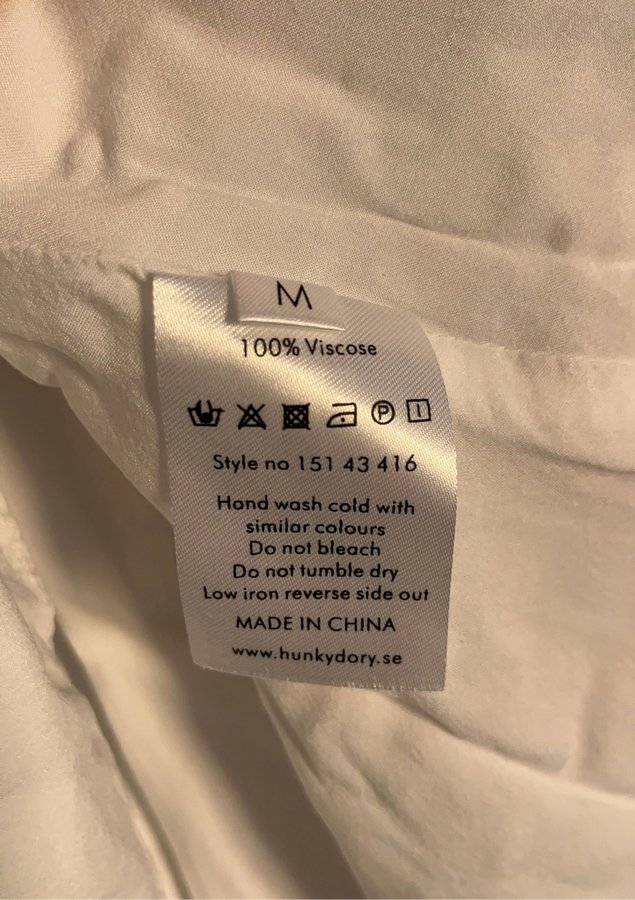 M
100% Viscose
P
Style no 151 43 416
Hand wash cold with
similar colours
Do not bleach
Do not tumble dry
Low iron reverse side out
MADE IN CHINA
www.hunkydory.se